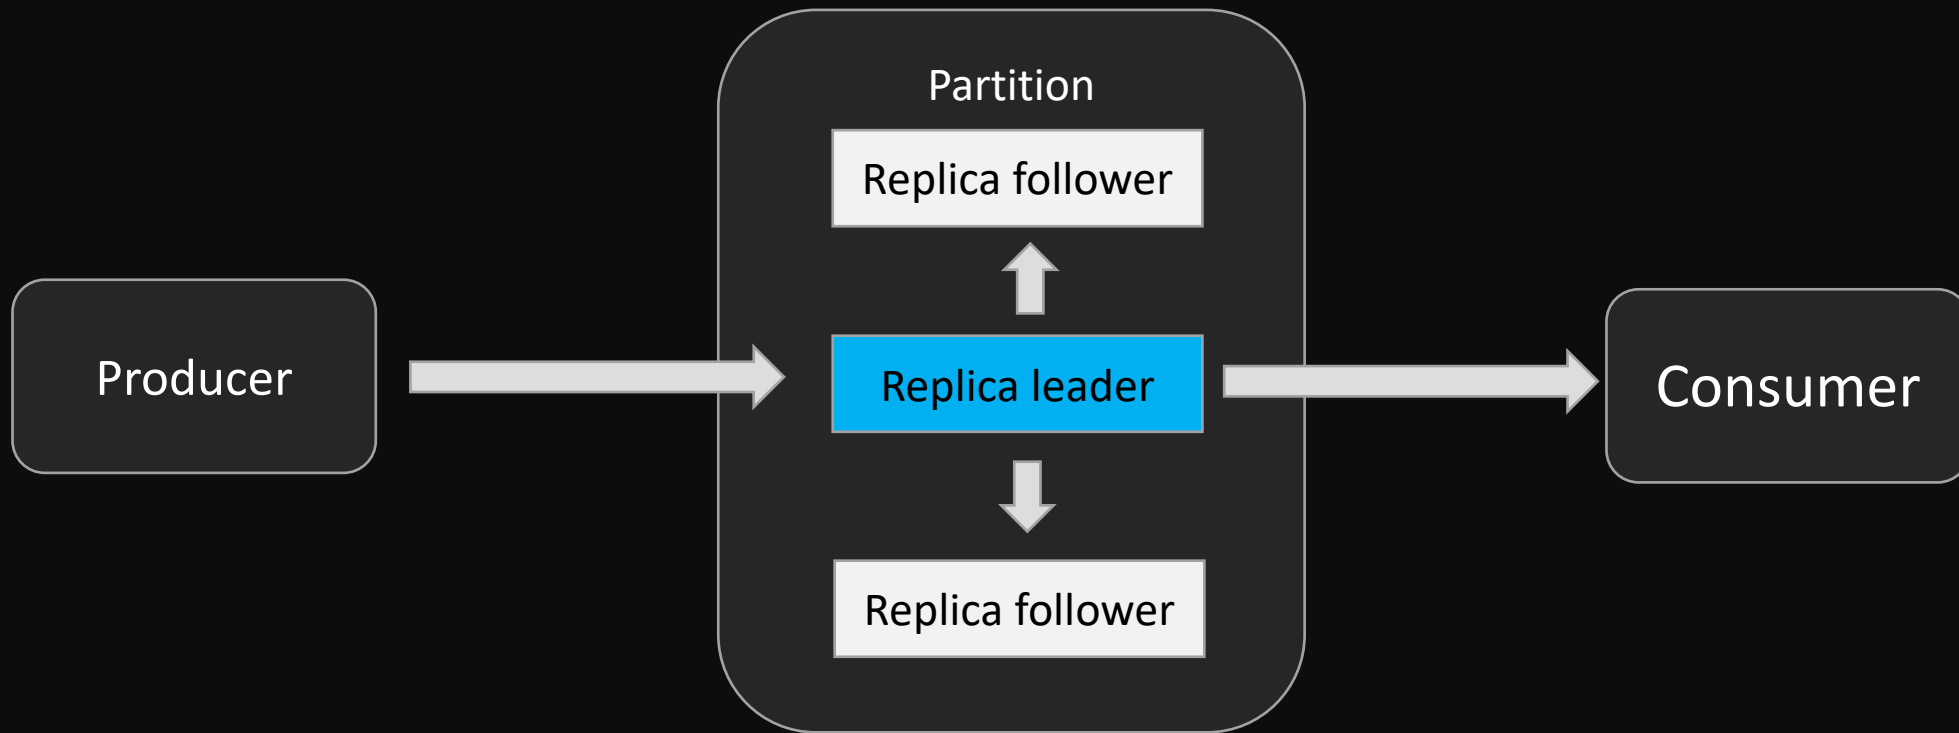 Partition
Replica follower
Producer
Replica leader
Consumer
Replica follower